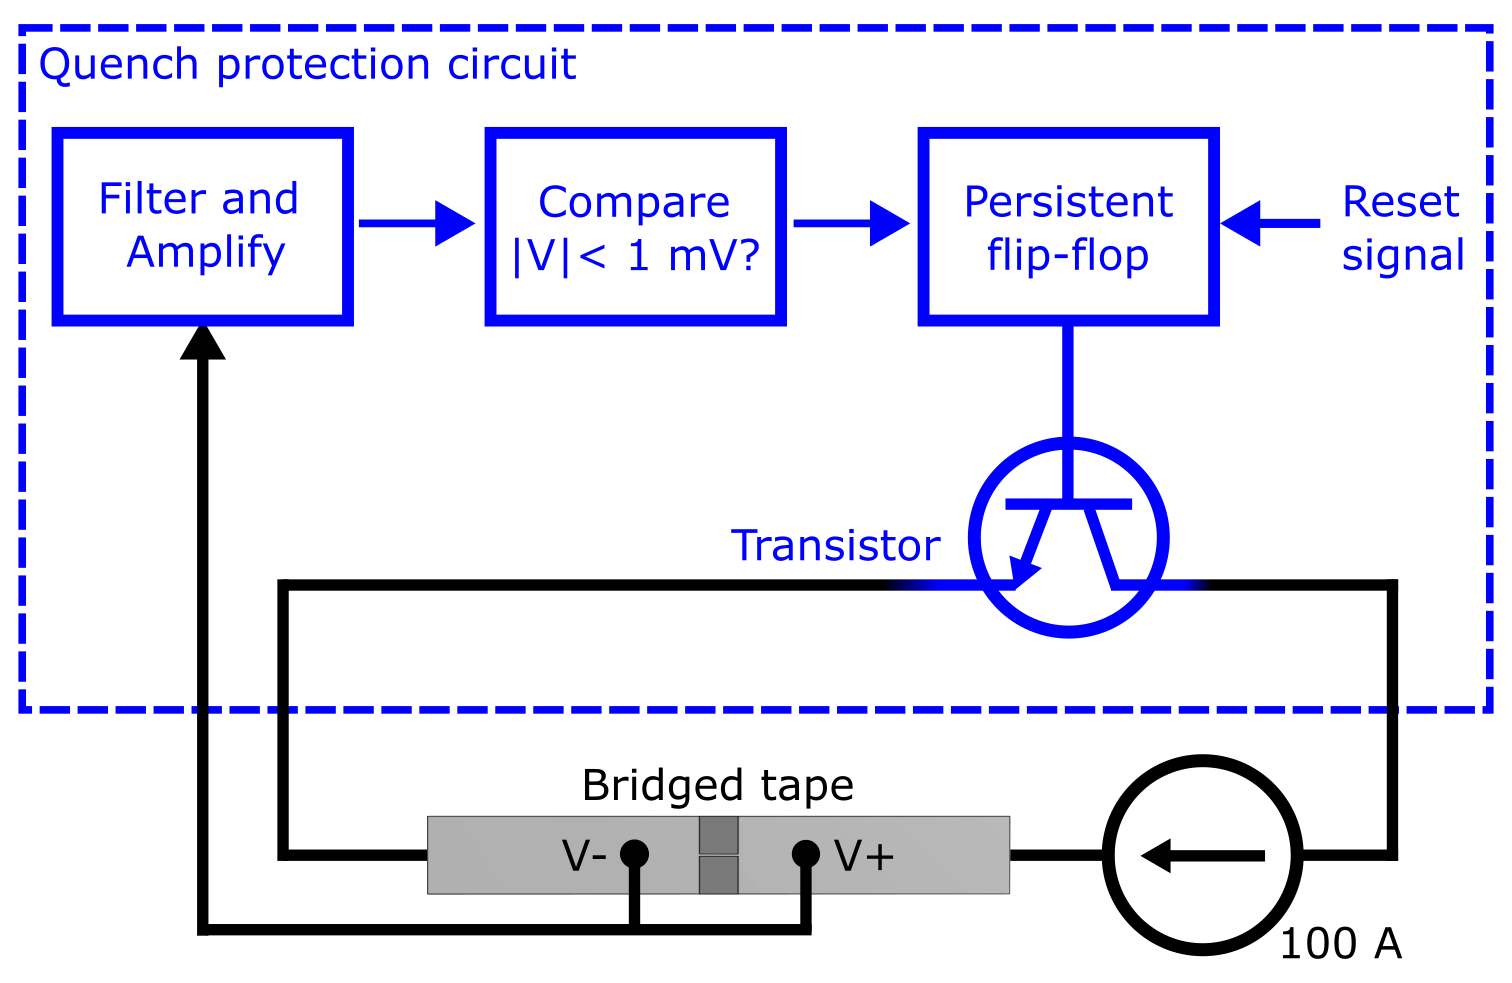 Quench protection circuit
Filter and
Amplify
Compare
|V|< 1 mV?
Persistent
flip-flop
Reset
signal
Transistor
Bridged tape
V-
V+
100 A